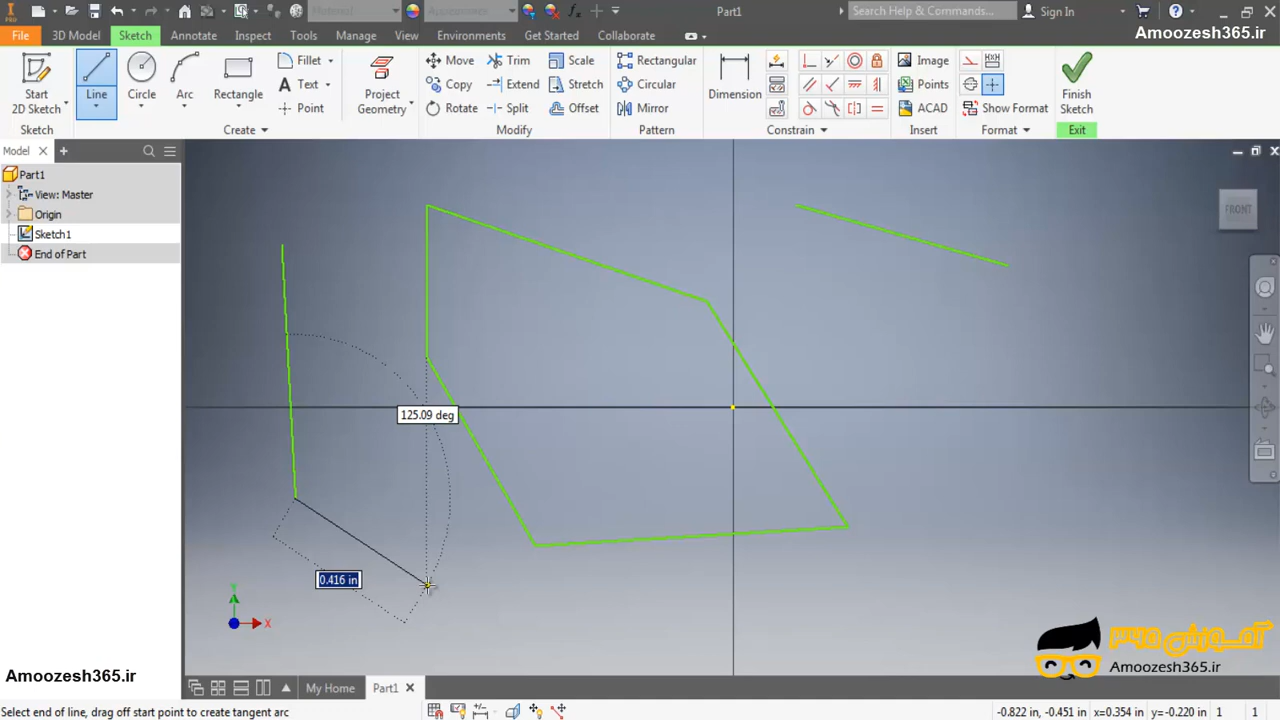 Material
Appearance
Part1
Search Help & Commands...
Sign In
PRO
File
3D Model
Sketch
Annotate
Inspect
Tools
Manage
View
Environments
Get Started
Collaborate
Amoozesh365.ir
Start
2D Sketch
Line
Circle
Arc
Rectangle
Fillet
Text
Point
Project
Geometry
Move
Copy
Rotate
Trim
Extend
Split
Scale
Stretch
Offset
Rectangular
Circular
Mirror
Dimension
Image
Points
ACAD
Show Format
Finish
Sketch
Sketch
Create
Modify
Pattern
Constrain
Insert
Format
Exit
Model
Part1
View: Master
Origin
Sketch1
End of Part
FRONT
125.09 deg
0.416 in
Y
X
آموزش ۳۶۵
Amoozesh365.ir
Amoozesh365.ir
My Home
Part1
Select end of line, drag off start point to create tangent arc
-0.822 in, -0.451 in
x=0.354 in
y=-0.220 in
1
1